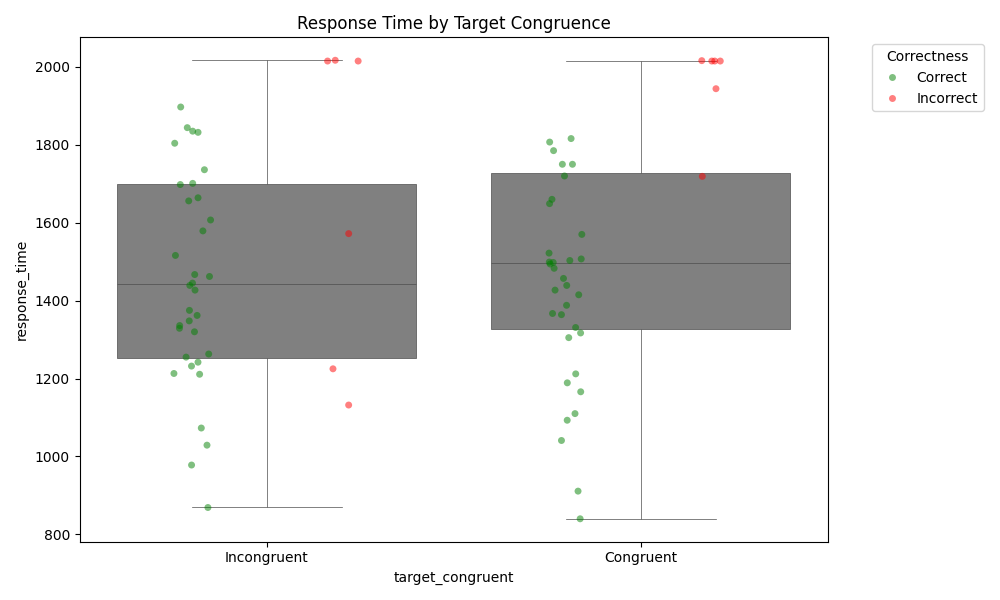 Response Time by Target Congruence
response_time
2000
1800
1600
1400
1200
1000
800
Incongruent
Congruent
target_congruent
Correctness
Correct
Incorrect